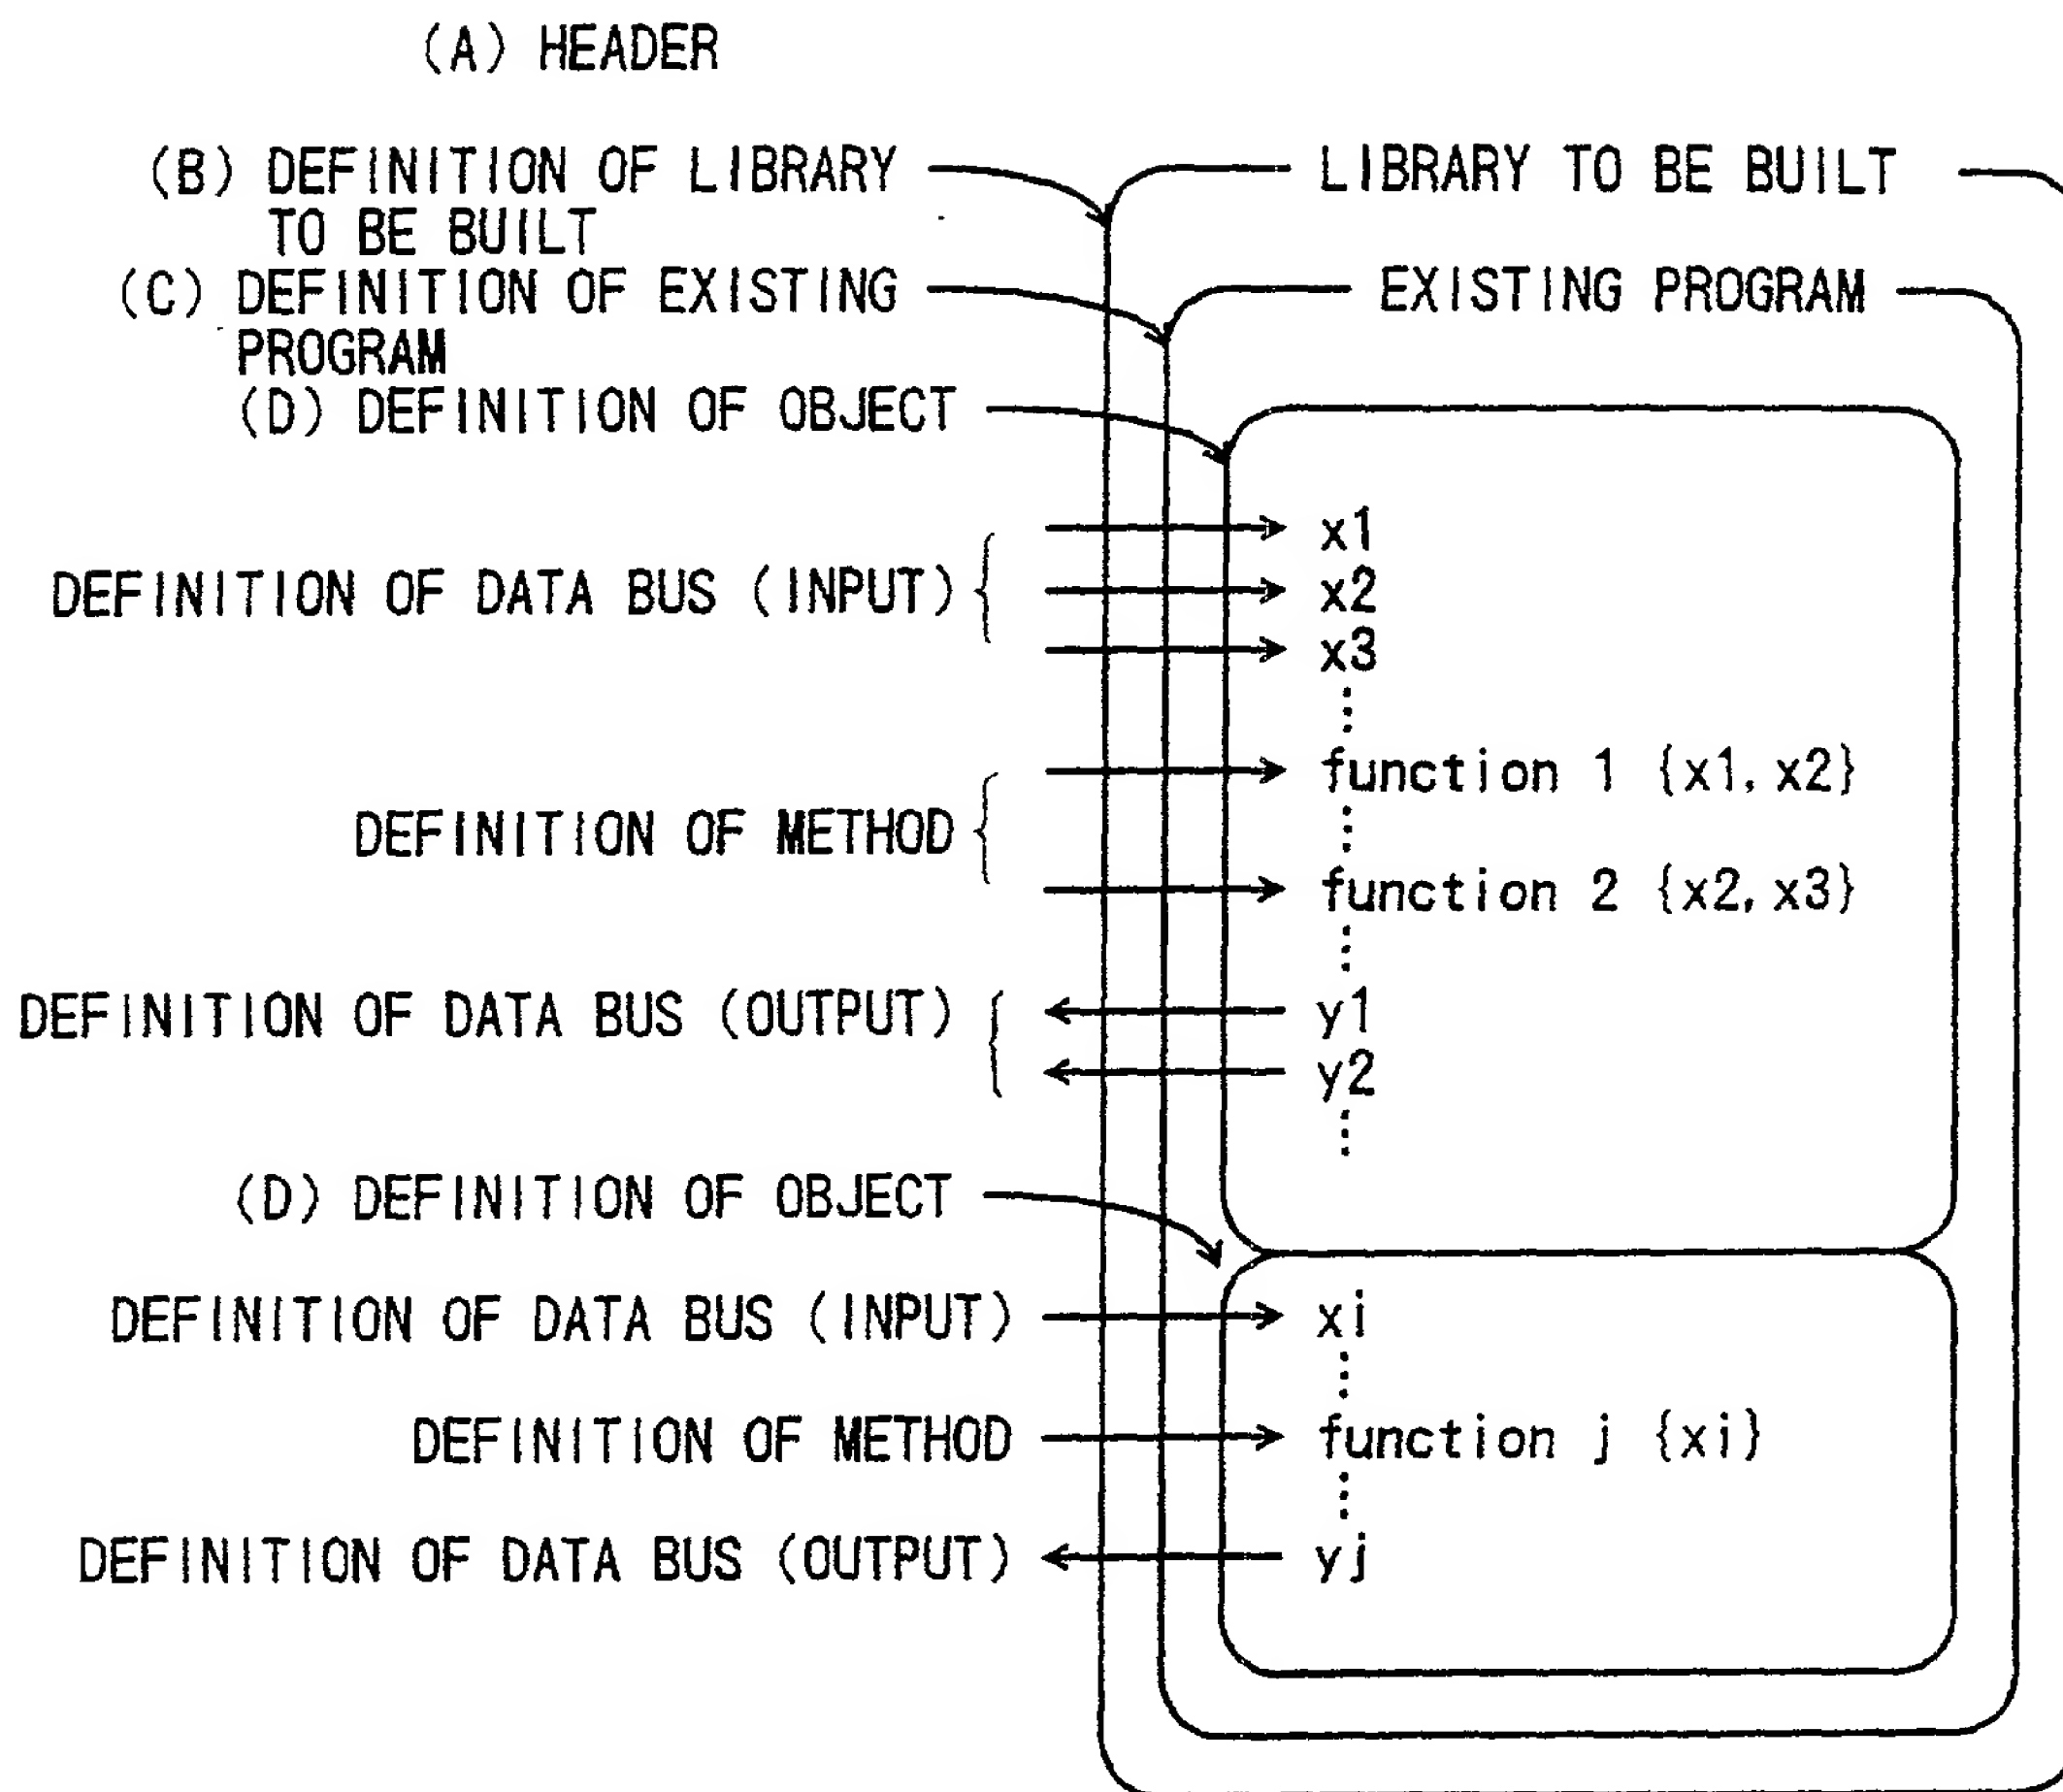 (A) HEADER
(B) DEFINITION OF LIBRARY LIBRARY TO BE BUILT
TO BE BUILT
(C) DEFINITION OF EXISTING EXISTING PROGRAM
PROGRAM
(D) DEFINITION OF OBJECT
x1
DEFINITION OF DATA BUS (INPUT) x2
x3
function 1 {x1, x2}
DEFINITION OF METHOD
function 2 {x2, x3}
DEFINITION OF DATA BUS (OUTPUT) y1
y2
(D) DEFINITION OF OBJECT
DEFINITION OF DATA BUS (INPUT) xi
DEFINITION OF METHOD function j {xi}
DEFINITION OF DATA BUS (OUTPUT) yj